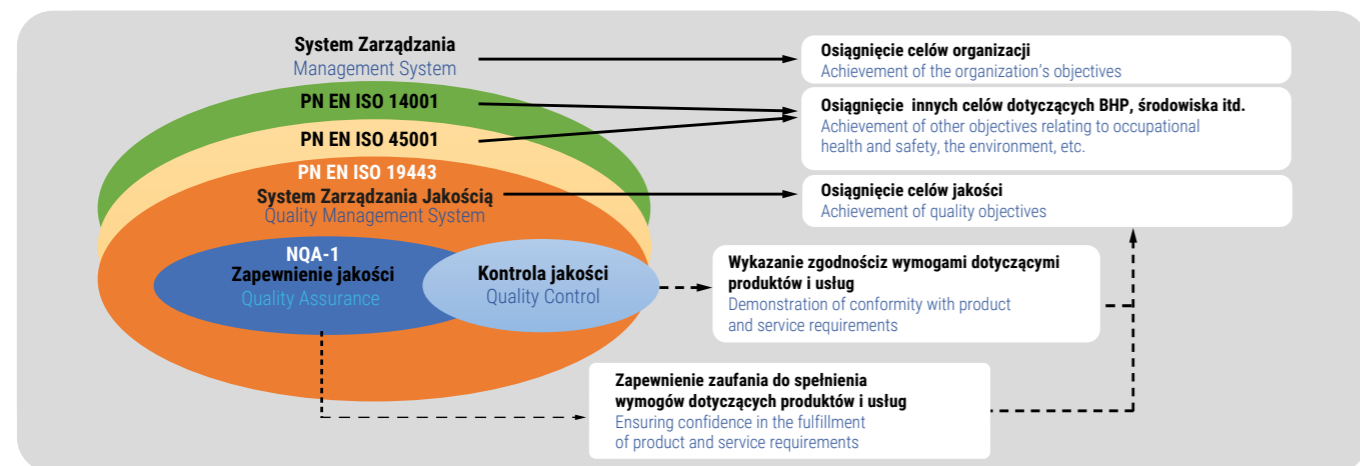 System Zarządzania
Management System
PN EN ISO 14001
PN EN ISO 45001
PN EN ISO 19443
System Zarządzania Jakością
Quality Management System
NQA-1
Zapewnienie jakości
Quality Assurance
Kontrola jakości
Quality Control
Osiągnięcie celów organizacji
Achievement of the organization's objectives
Osiągnięcie innych celów dotyczących BHP, środowiska itd.
Achievement of other objectives relating to occupational
health and safety, the environment, etc.
Osiągnięcie celów jakości
Achievement of quality objectives
Wykazanie zgodnościz wymogami dotyczącymi
produktów i usług
Demonstration of conformity with product
and service requirements
Zapewnienie zaufania do spełnienia
wymogów dotyczących produktów i usług
Ensuring confidence in the fulfillment
of product and service requirements